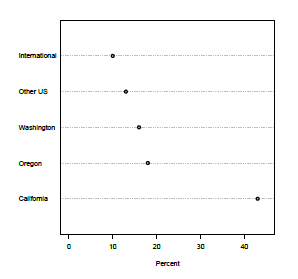 International
Other US
Washington
Oregon
California
0 10 20 30 40
Percent